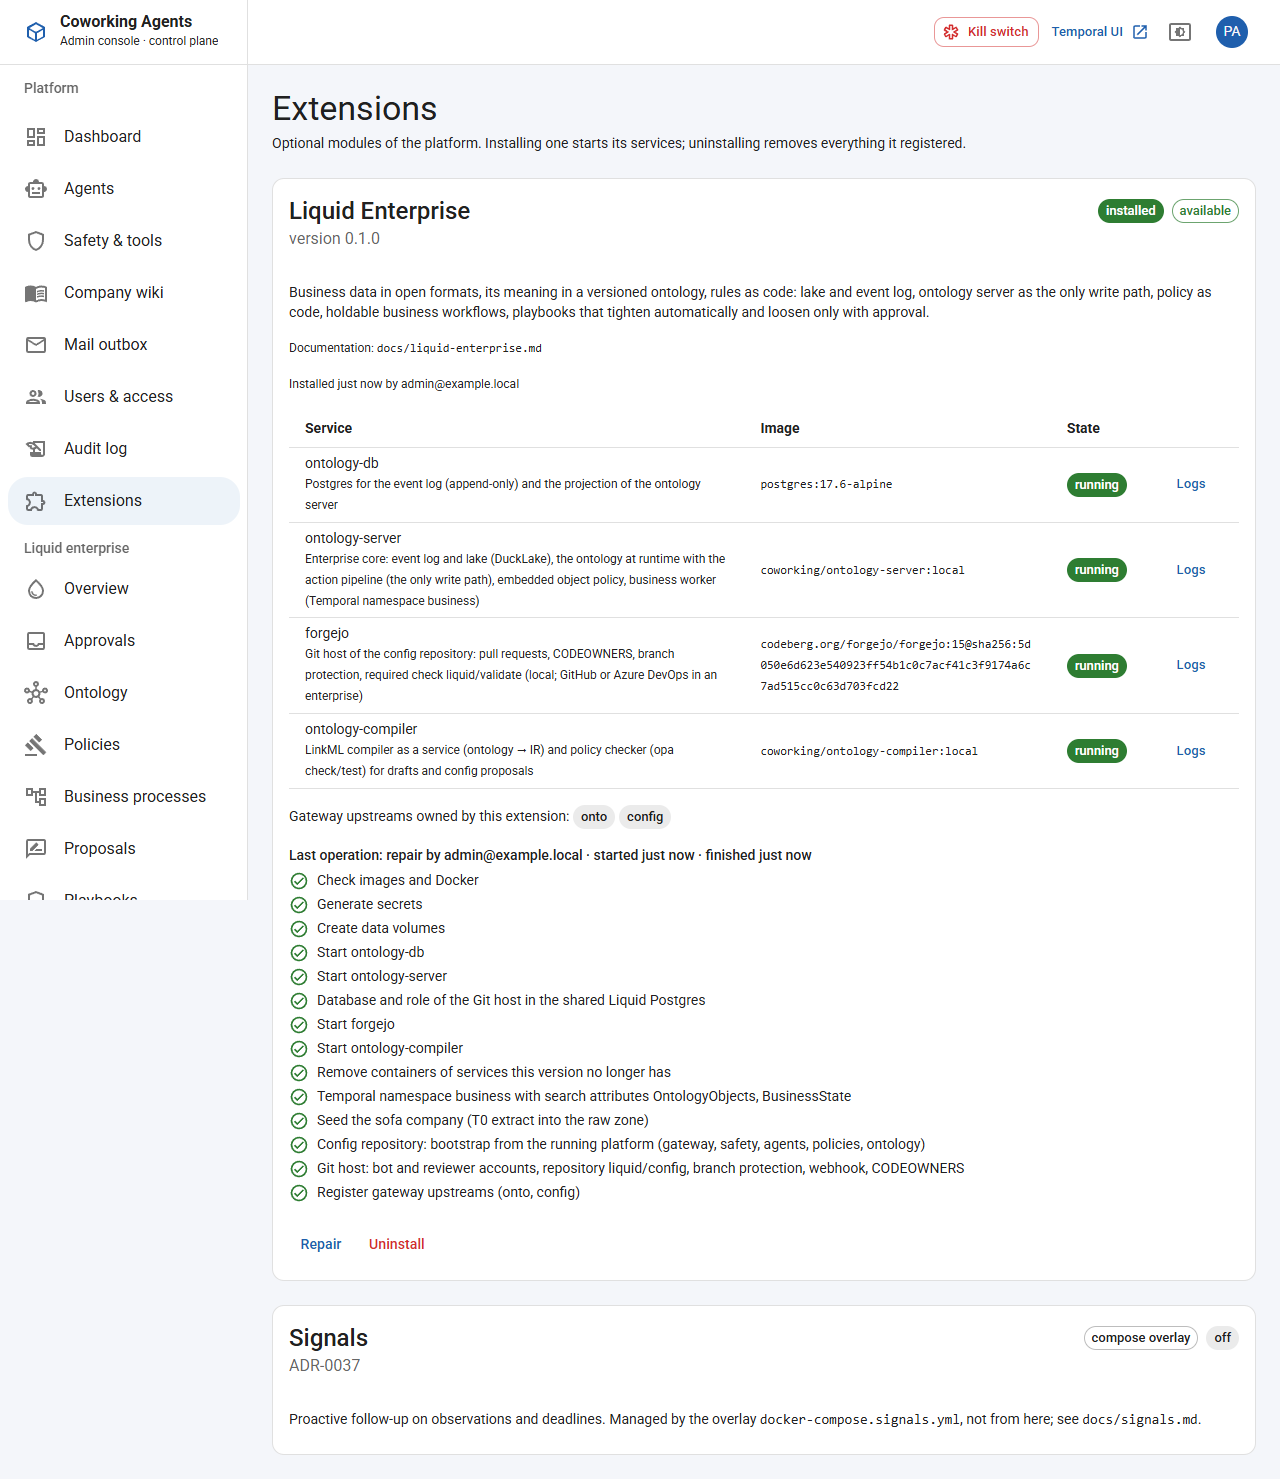 Coworking Agents
Admin console · control plane
Kill switch
Temporal UI
PA
Platform
Dashboard
Agents
Safety & tools
Company wiki
Mail outbox
Users & access
Audit log
Extensions
Liquid enterprise
Overview
Approvals
Ontology
Policies
Business processes
Proposals
Playbooks
Extensions
Optional modules of the platform. Installing one starts its services; uninstalling removes everything it registered.
Liquid Enterprise
installed
available
version 0.1.0
Business data in open formats, its meaning in a versioned ontology, rules as code: lake and event log, ontology server as the only write path, policy as
code, holdable business workflows, playbooks that tighten automatically and loosen only with approval.
Documentation: docs/liquid-enterprise.md
Installed just now by admin@example.local
Service Image State
ontology-db
Postgres for the event log (append-only) and the projection of the ontology
server
postgres:17.6-alpine
running
Logs
ontology-server
Enterprise core: event log and lake (DuckLake), the ontology at runtime with the
action pipeline (the only write path), embedded object policy, business worker
(Temporal namespace business)
coworking/ontology-server:local
running
Logs
forgejo
Git host of the config repository: pull requests, CODEOWNERS, branch
protection, required check liquid/validate (local; GitHub or Azure DevOps in an
enterprise)
codeberg.org/forgejo/forgejo:15@sha256:5d
050e6d623e540923ff54b1c0c7acf41c3f9174a6c
7ad515cc0c63d703fcd22
running
Logs
ontology-compiler
LinkML compiler as a service (ontology → IR) and policy checker (opa
check/test) for drafts and config proposals
coworking/ontology-compiler:local
running
Logs
Gateway upstreams owned by this extension: onto config
Last operation: repair by admin@example.local · started just now · finished just now
Check images and Docker
Generate secrets
Create data volumes
Start ontology-db
Start ontology-server
Database and role of the Git host in the shared Liquid Postgres
Start forgejo
Start ontology-compiler
Remove containers of services this version no longer has
Temporal namespace business with search attributes OntologyObjects, BusinessState
Seed the sofa company (T0 extract into the raw zone)
Config repository: bootstrap from the running platform (gateway, safety, agents, policies, ontology)
Git host: bot and reviewer accounts, repository liquid/config, branch protection, webhook, CODEOWNERS
Register gateway upstreams (onto, config)
Repair
Uninstall
Signals
compose overlay
off
ADR-0037
Proactive follow-up on observations and deadlines. Managed by the overlay docker-compose.signals.yml, not from here; see docs/signals.md.